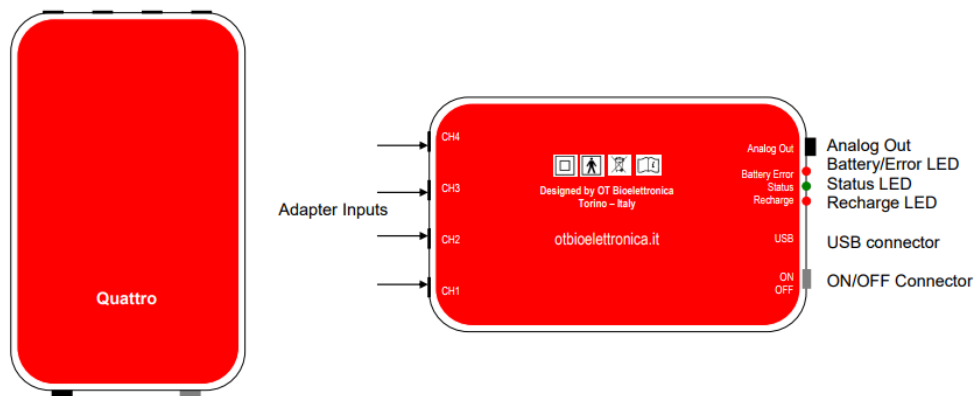 Quattro
Adapter Inputs
CH4
CH3
CH2
CH1
Designed by OT Bioelettronica
Torino – Italy
otbioelettronica.it
Analog Out
Battery Error
Status
Recharge
USB
ON
OFF
Analog Out
Battery/Error LED
Status LED
Recharge LED
USB connector
ON/OFF Connector